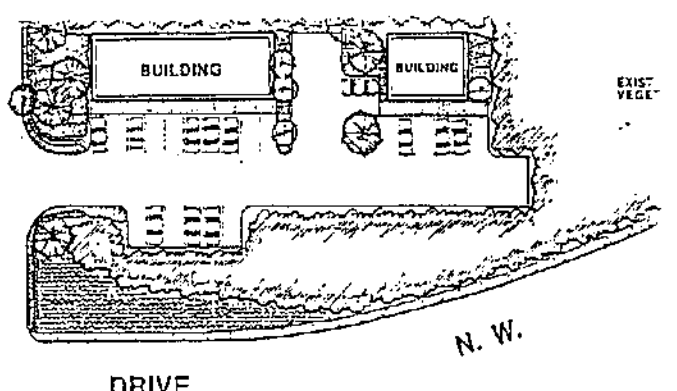 BUILDING
BUILDING
EXIST
VEGET
N. W.
DRIVE